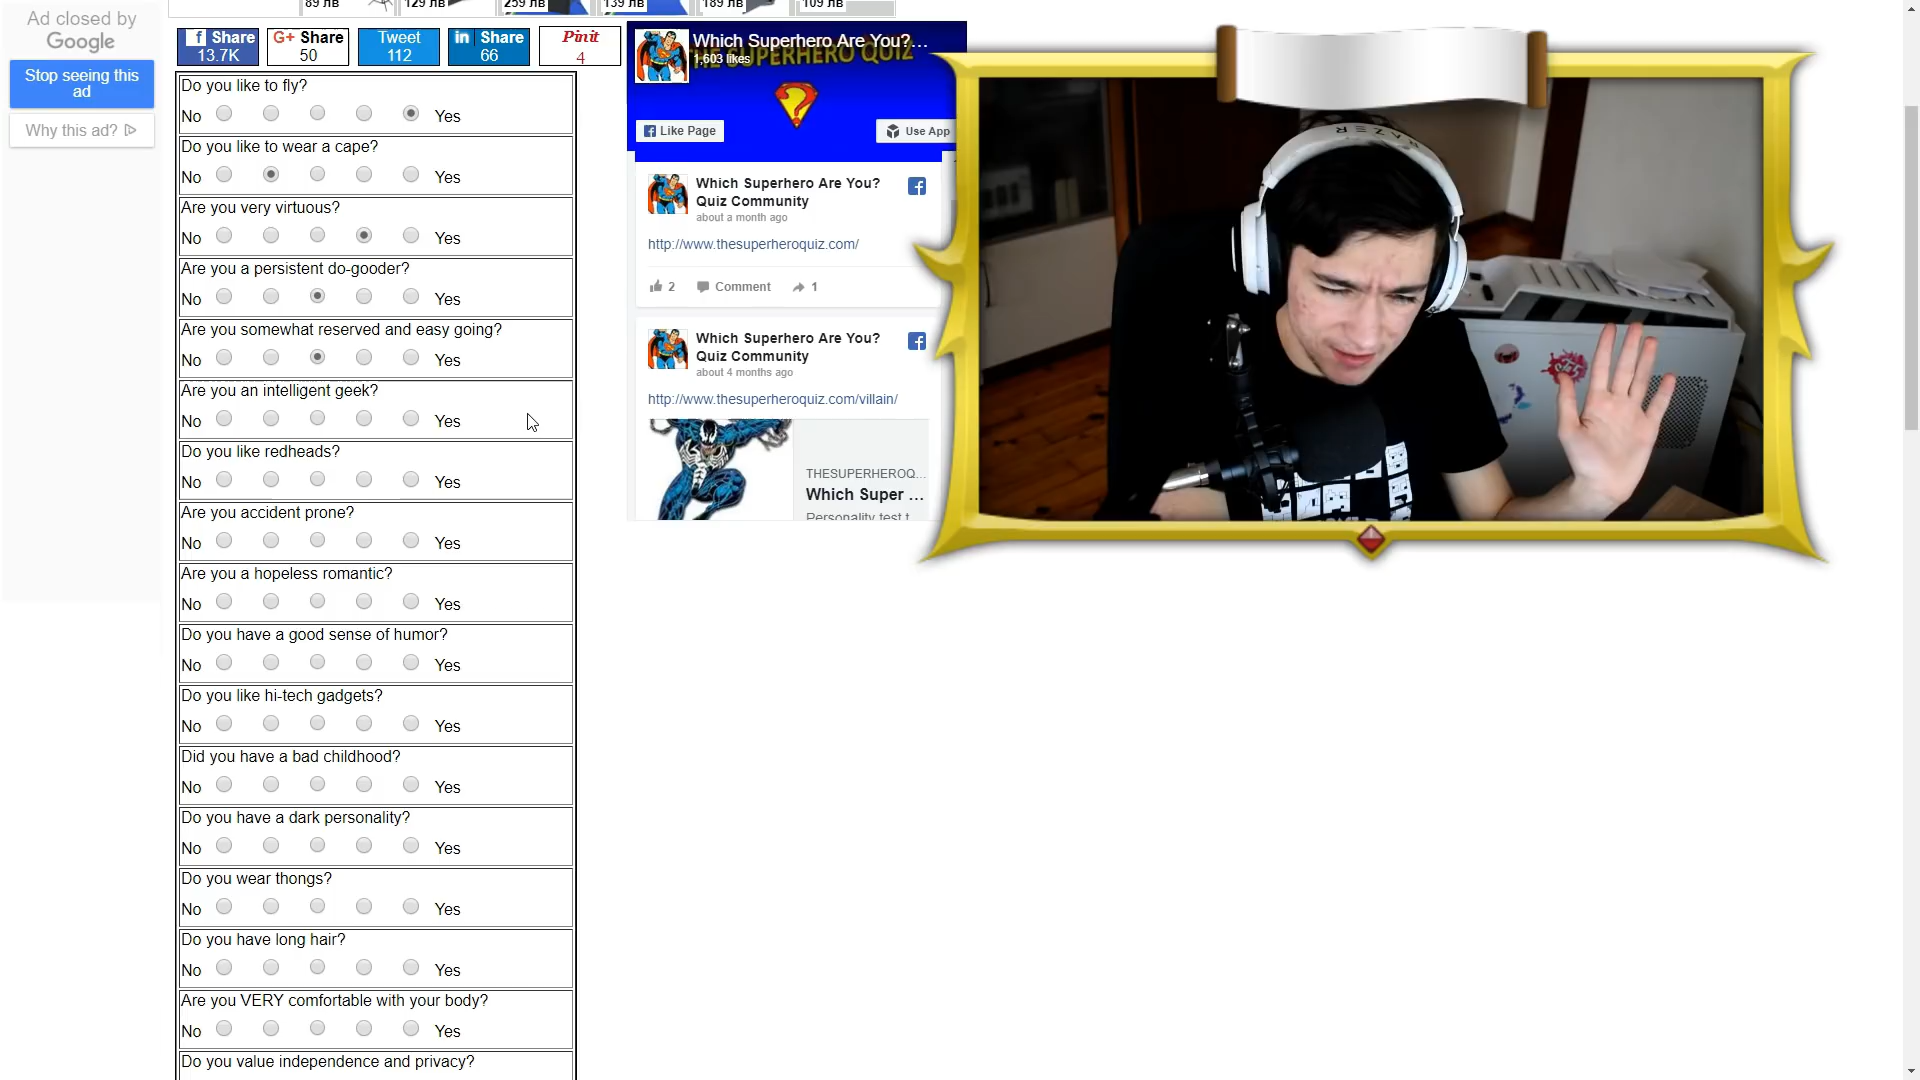 Ad closed by
Google
Stop seeing this
ad
Why this ad?
89 лв
129 лв
259 лв
139 лв
189 лв
109 лв
f Share
13.7K
G+ Share
50
Tweet
112
in Share
66
Pinit
4
Do you like to fly?
No Yes
Do you like to wear a cape?
No Yes
Are you very virtuous?
No Yes
Are you a persistent do-gooder?
No Yes
Are you somewhat reserved and easy going?
No Yes
Are you an intelligent geek?
No Yes
Do you like redheads?
No Yes
Are you accident prone?
No Yes
Are you a hopeless romantic?
No Yes
Do you have a good sense of humor?
No Yes
Do you like hi-tech gadgets?
No Yes
Did you have a bad childhood?
No Yes
Do you have a dark personality?
No Yes
Do you wear thongs?
No Yes
Do you have long hair?
No Yes
Are you VERY comfortable with your body?
No Yes
Do you value independence and privacy?
Which Superhero Are You?...
THE SUPERHERO QUIZ
1,603 likes
?
Like Page
Use App
Which Superhero Are You?
Quiz Community
about a month ago
http://www.thesuperheroquiz.com/
2 Comment 1
Which Superhero Are You?
Quiz Community
about 4 months ago
http://www.thesuperheroquiz.com/villain/
THESUPERHEROQ...
Which Super ...
Personality test t
RAZER